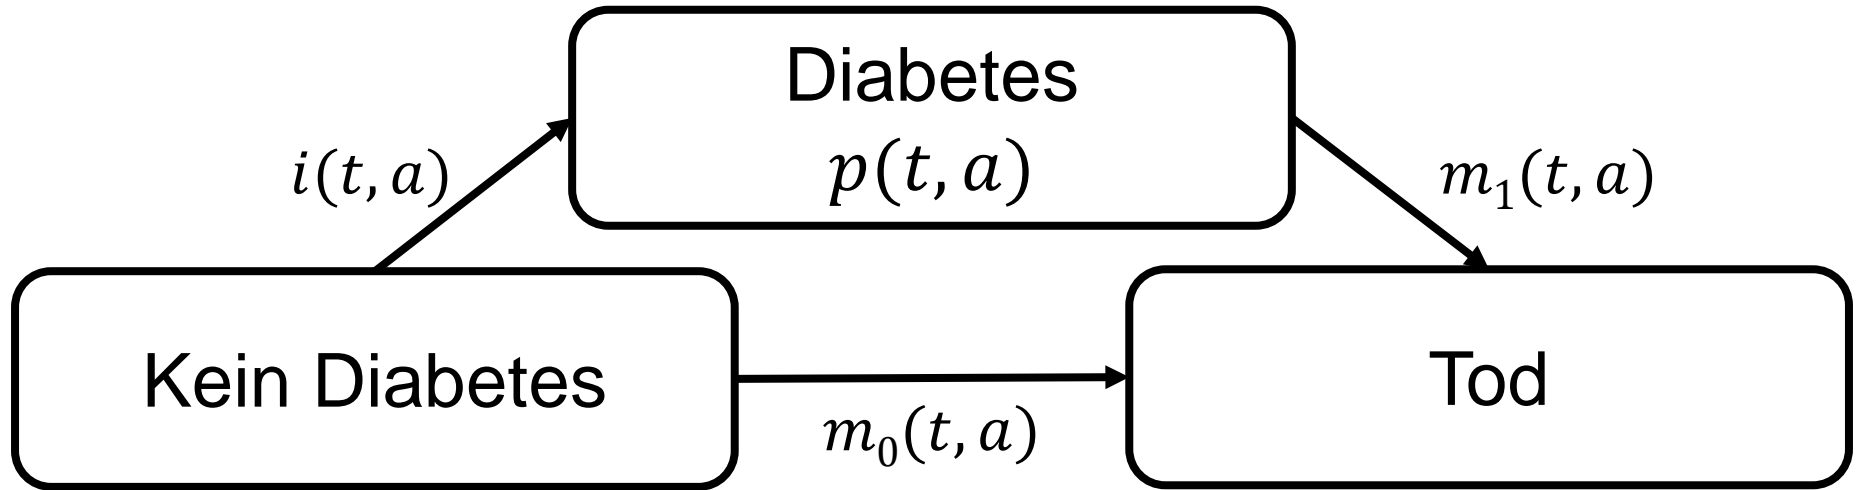 Diabetes
p(t, a)
i(t, a)
m₁(t, a)
Kein Diabetes
Tod
m₀(t, a)